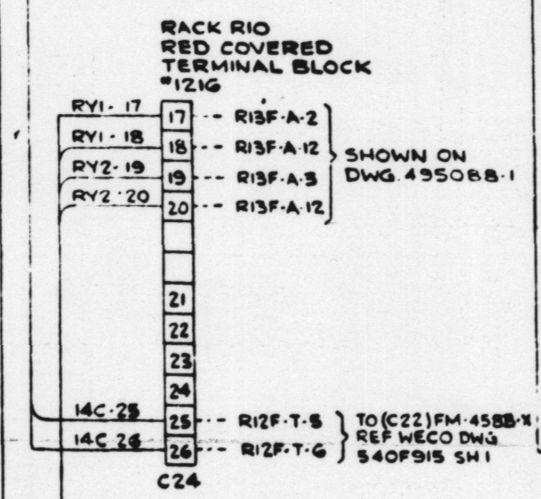 RACK R10
RED COVERED
TERMINAL BLOCK
#1216
RY1-17 17 R13F-A-2
RY1-18 18 R13F-A-12
RY2-19 19 R13F-A-3
RY2-20 20 R13F-A-12
SHOWN ON
DWG.495088-1
21
22
23
24
14C-25 25 R12F-T-5
14C-26 26 R12F-T-6
TO (C22) FM-458B-X
REF WECO DWG
540F915 SH1
C24